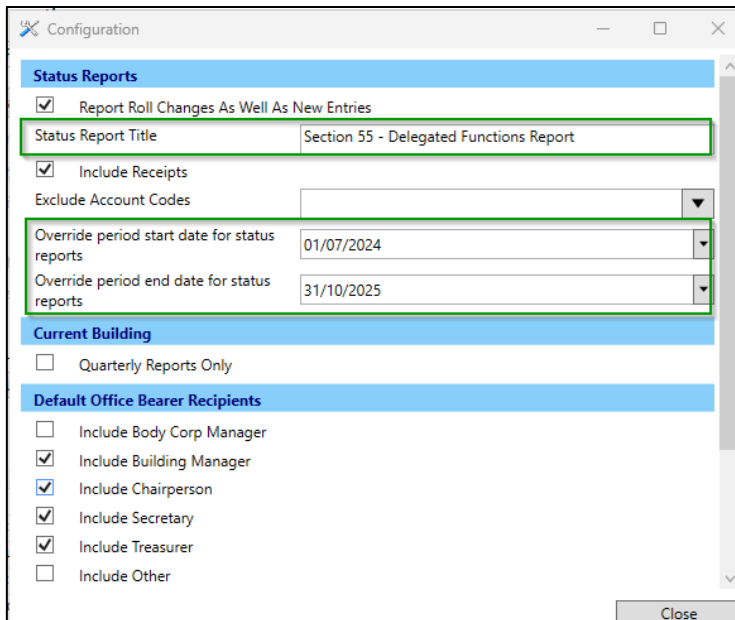 Configuration
Status Reports
Report Roll Changes As Well As New Entries
Status Report Title
Section 55 - Delegated Functions Report
Include Receipts
Exclude Account Codes
Override period start date for status
reports
01/07/2024
Override period end date for status
reports
31/10/2025
Current Building
Quarterly Reports Only
Default Office Bearer Recipients
Include Body Corp Manager
Include Building Manager
Include Chairperson
Include Secretary
Include Treasurer
Include Other
Close